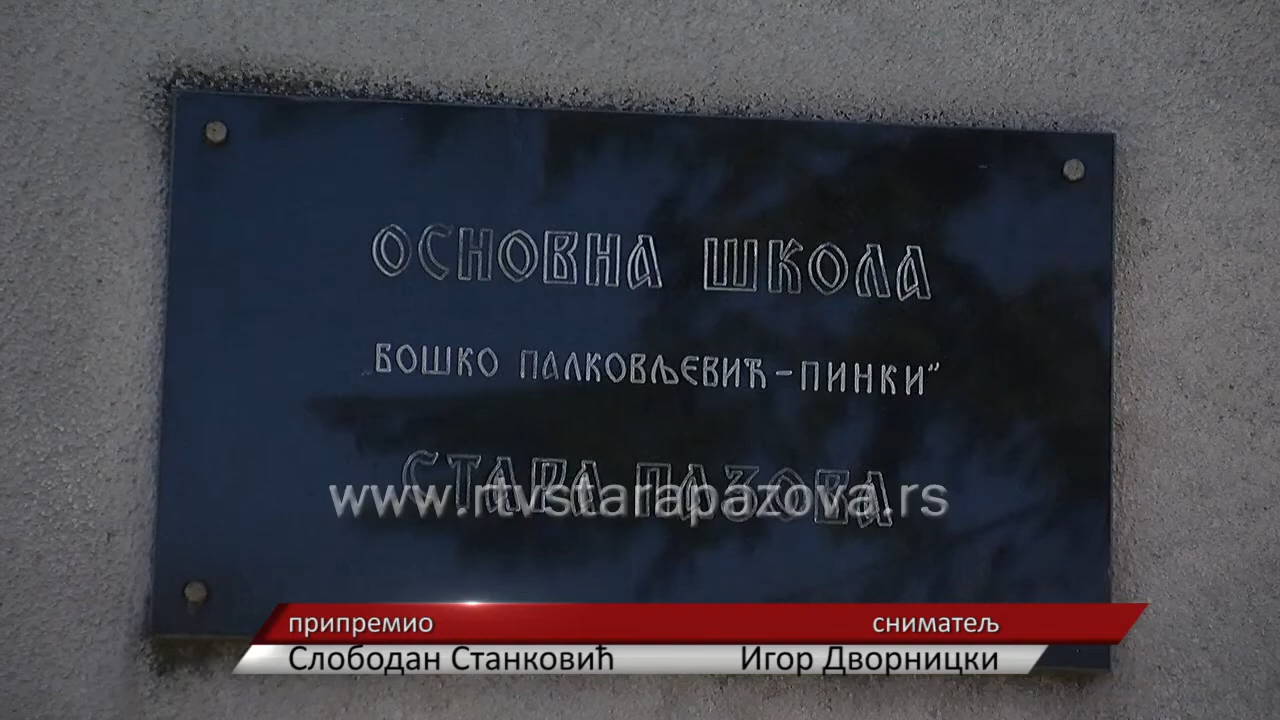 ОСНОВНА ШКОЛА
„БОШКО ПАЛКОВЉЕВИЋ - ПИНКИ”
СТАРА ПАЗОВА
www.rtvstarapazova.rs
припремио сниматељ
Слободан Станковић Игор Дворницки